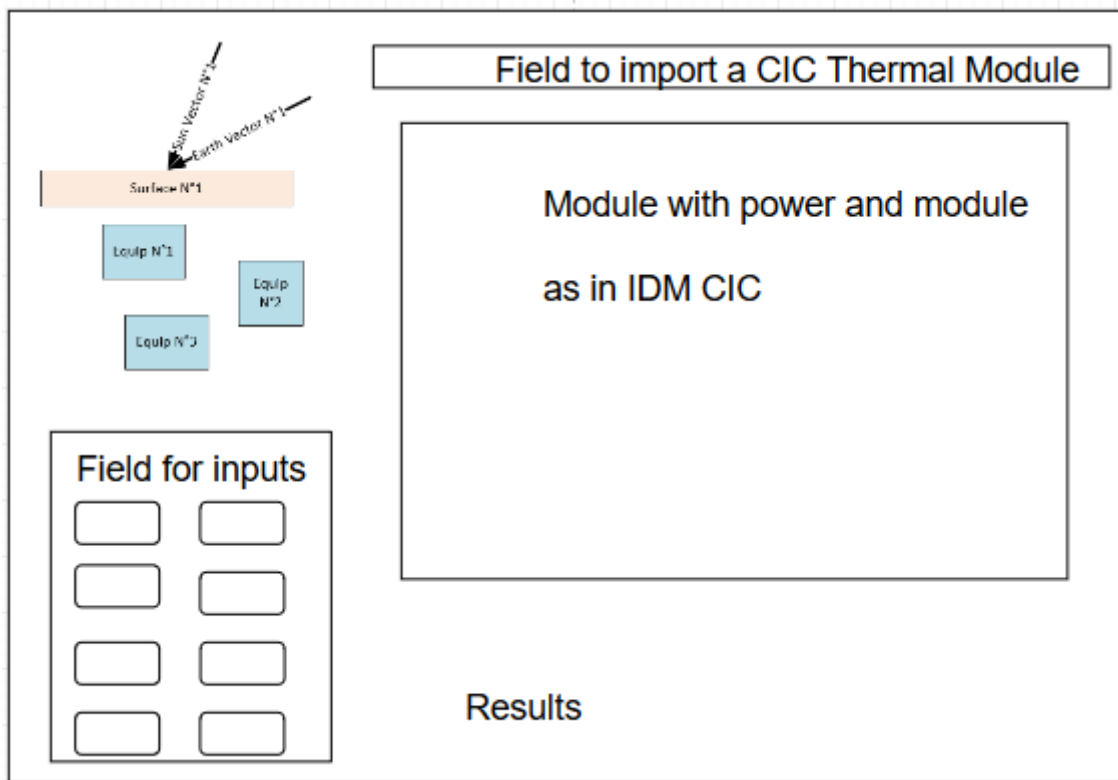 Field to import a CIC Thermal Module
Sun Vector N°1
Earth Vector N°1
Surface N°1
Equip N°1
Equip
N°2
Equip N°3
Module with power and module
as in IDM CIC
Field for inputs
Results